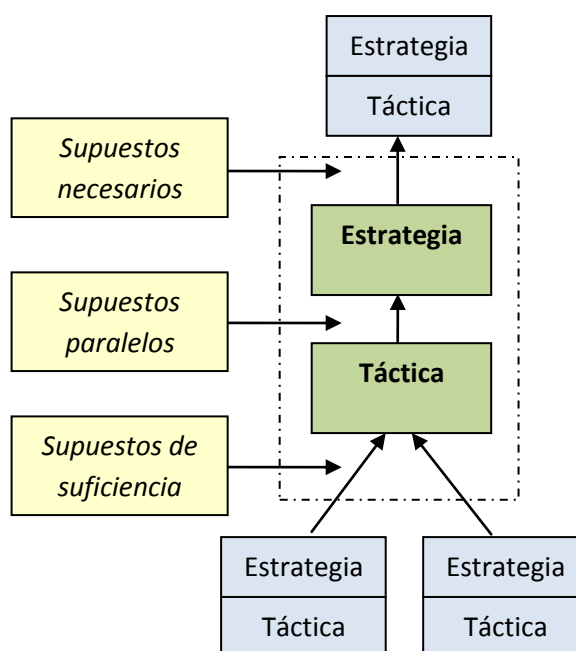 Estrategia
Táctica
Supuestos
necesarios
Estrategia
Supuestos
paralelos
Táctica
Supuestos de
suficiencia
Estrategia
Táctica
Estrategia
Táctica